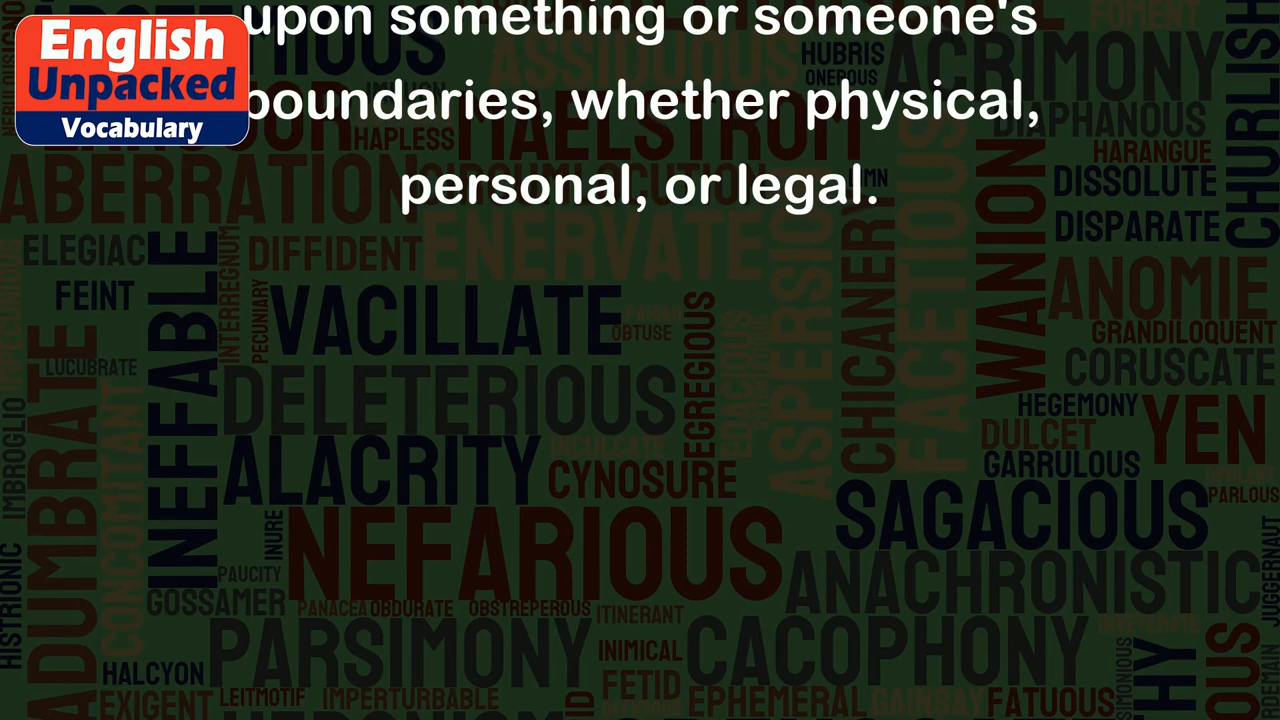 upon something or someone's
English
Unpacked
Vocabulary
boundaries, whether physical,
personal, or legal.
HUBRIS
ONEROUS
ACRIMONY
FOMENT
ASSIDUOUS
CHURLISH
HAPLESS
MAELSTROM
DIAPHANOUS
HARANGUE
ABERRATION
DISSOLUTE
WANION
DISPARATE
ELEGIAC
INEFFABLE
INTERREGNUM
DIFFIDENT
ENERVATE
CHICANERY
FACETIOUS
ANOMIE
FEINT
PECUNIARY
VACILLATE
OBTUSE
EGREGIOUS
GRANDILOQUENT
LUCUBRATE
DELETERIOUS
CORUSCATE
ADUMBRATE
CONCOMITANT
HEGEMONY
YEN
IMBROGLIO
ALACRITY
INCULCATE
CYNOSURE
DULCET
GARRULOUS
SAGACIOUS
PARLOUS
INURE
NEFARIOUS
HISTRIONIC
PAUCITY
ANACHRONISTIC
JUGGERNAUT
GOSSAMER
PANACEA
OBDURATE
OBSTREPEROUS
ITINERANT
PARSIMONY
INIMICAL
CACOPHONY
HALCYON
FETID
EXIGENT
LEITMOTIF
IMPERTURBABLE
EPHEMERAL
GAINSAY
FATUOUS